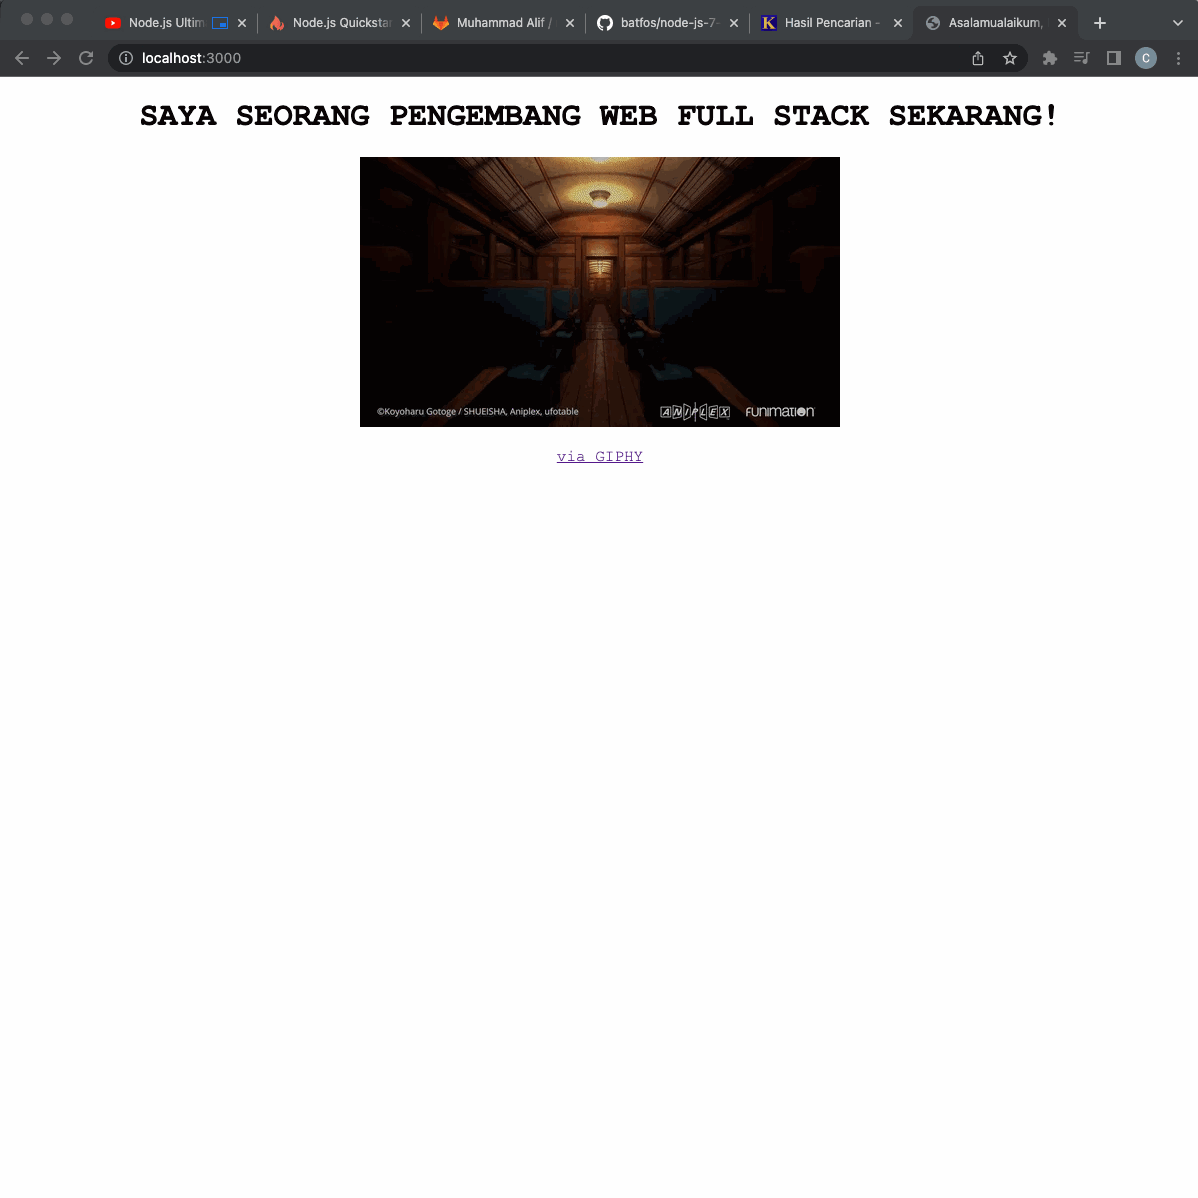 Node.js Ultim
Node.js Quicksta
Muhammad Alif /
batfos/node-js-7-
Hasil Pencarian -
Asalamualaikum,
localhost:3000
C
SAYA SEORANG PENGEMBANG WEB FULL STACK SEKARANG!
©Koyoharu Gotoge / SHUEISHA, Aniplex, ufotable
ANIPLEX
FUNIMATION
via GIPHY